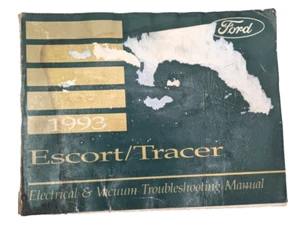 Ford
1993
Escort/Tracer
Electrical & Vacuum Troubleshooting Manual